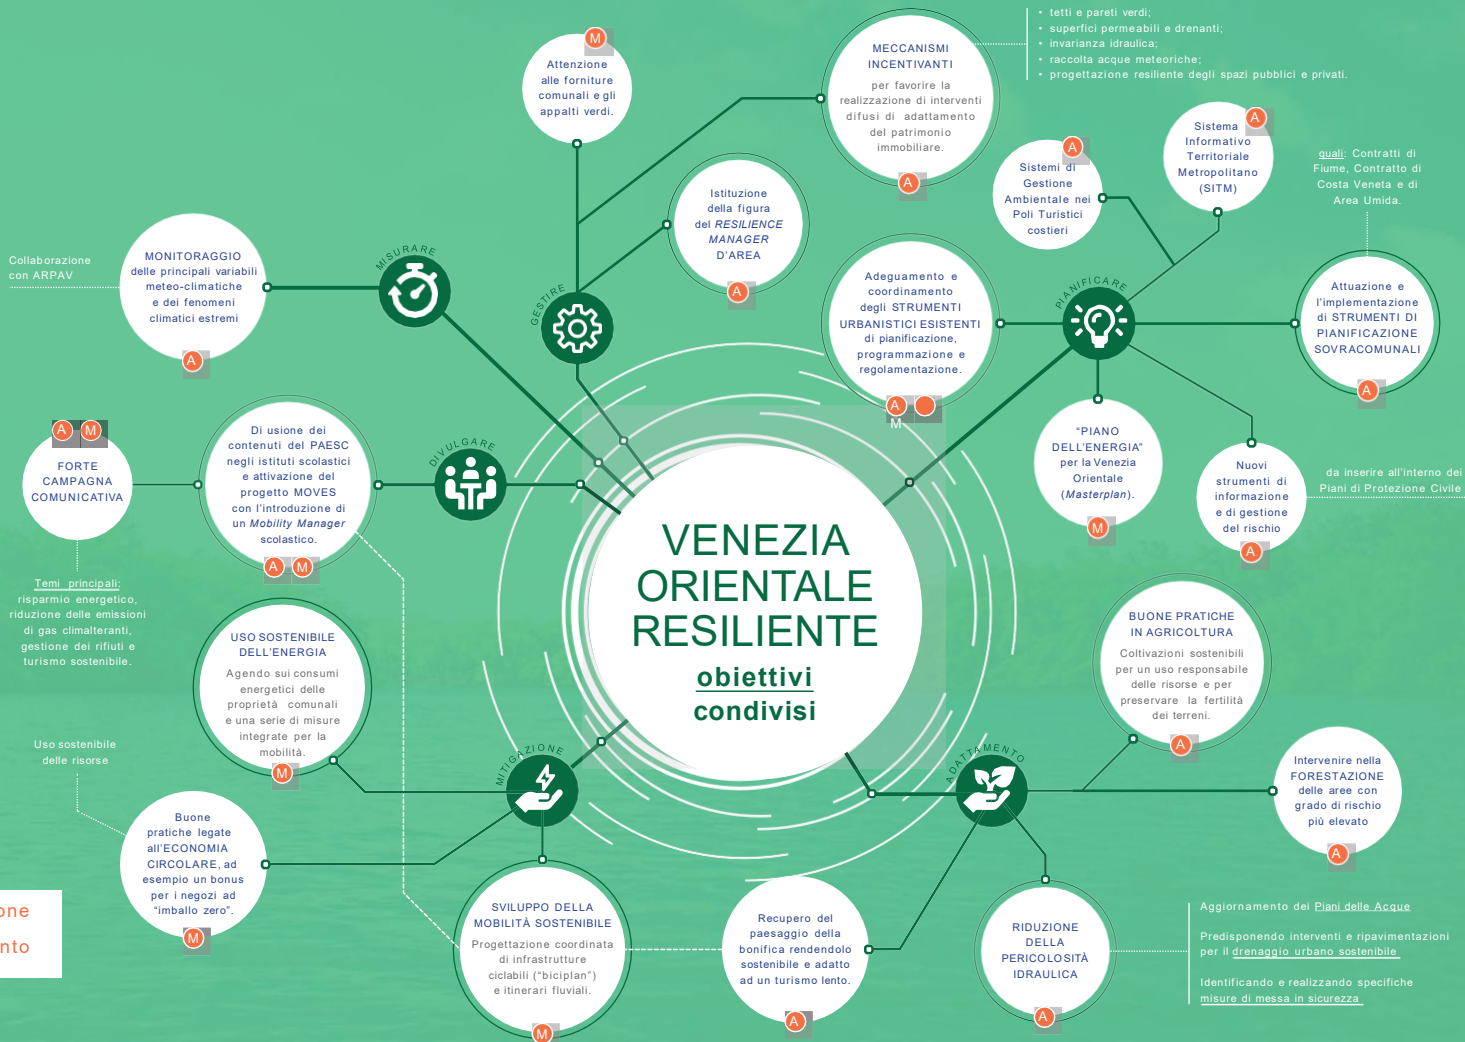 M
Attenzione
alle forniture
comunali e gli
appalti verdi.
MECCANISMI
INCENTIVANTI
per favorire la
realizzazione di interventi
difusi di adattamento
del patrimonio
immobiliare.
A
• tetti e pareti verdi;
• superfici permeabili e drenanti;
• invarianza idraulica;
• raccolta acque meteoriche;
• progettazione resiliente degli spazi pubblici e privati.
Istituzione
della figura
del RESILIENCE
MANAGER
D'AREA
A
A
Sistemi di
Gestione
Ambientale nei
Poli Turistici
costieri
A
Sistema
Informativo
Territoriale
Metropolitano
(SITM)
quali: Contratti di
Fiume, Contratto di
Costa Veneta e di
Area Umida.
Collaborazione
con ARPAV
MONITORAGGIO
delle principali variabili
meteo-climatiche
e dei fenomeni
climatici estremi
A
MISURARE
GESTIRE
Adeguamento e
coordinamento
degli STRUMENTI
URBANISTICI ESISTENTI
di pianificazione,
programmazione e
regolamentazione.
A
M
PIANIFICARE
Attuazione e
l'implementazione
di STRUMENTI DI
PIANIFICAZIONE
SOVRACOMUNALI
A
A M
FORTE
CAMPAGNA
COMUNICATIVA
Di usione dei
contenuti del PAESC
negli istituti scolastici
e attivazione del
progetto MOVES
con l'introduzione di
un Mobility Manager
scolastico.
A M
DIVULGARE
"PIANO
DELL'ENERGIA"
per la Venezia
Orientale
(Masterplan).
M
Nuovi
strumenti di
informazione
e di gestione
del rischio
A
da inserire all'interno dei
Piani di Protezione Civile
Temi principali:
risparmio energetico,
riduzione delle emissioni
di gas climalteranti,
gestione dei rifiuti e
turismo sostenibile.
VENEZIA
ORIENTALE
RESILIENTE
obiettivi
condivisi
USO SOSTENIBILE
DELL'ENERGIA
Agendo sui consumi
energetici delle
proprietà comunali
e una serie di misure
integrate per la
mobilità.
M
BUONE PRATICHE
IN AGRICOLTURA
Coltivazioni sostenibili
per un uso responsabile
delle risorse e per
preservare la fertilità
dei terreni.
A
Uso sostenibile
delle risorse
Buone
pratiche legate
all'ECONOMIA
CIRCOLARE, ad
esempio un bonus
per i negozi ad
"imballo zero".
M
MITIGAZIONE
ADATTAMENTO
Intervenire nella
FORESTAZIONE
delle aree con
grado di rischio
più elevato
A
one
nto
SVILUPPO DELLA
MOBILITÀ SOSTENIBILE
Progettazione coordinata
di infrastrutture
ciclabili ("biciplan")
e itinerari fluviali.
M
Recupero del
paesaggio della
bonifica rendendolo
sostenibile e adatto
ad un turismo lento.
A
RIDUZIONE
DELLA
PERICOLOSITÀ
IDRAULICA
A
Aggiornamento dei Piani delle Acque
Predisponendo interventi e ripavimentazioni
per il drenaggio urbano sostenibile
Identificando e realizzando specifiche
misure di messa in sicurezza